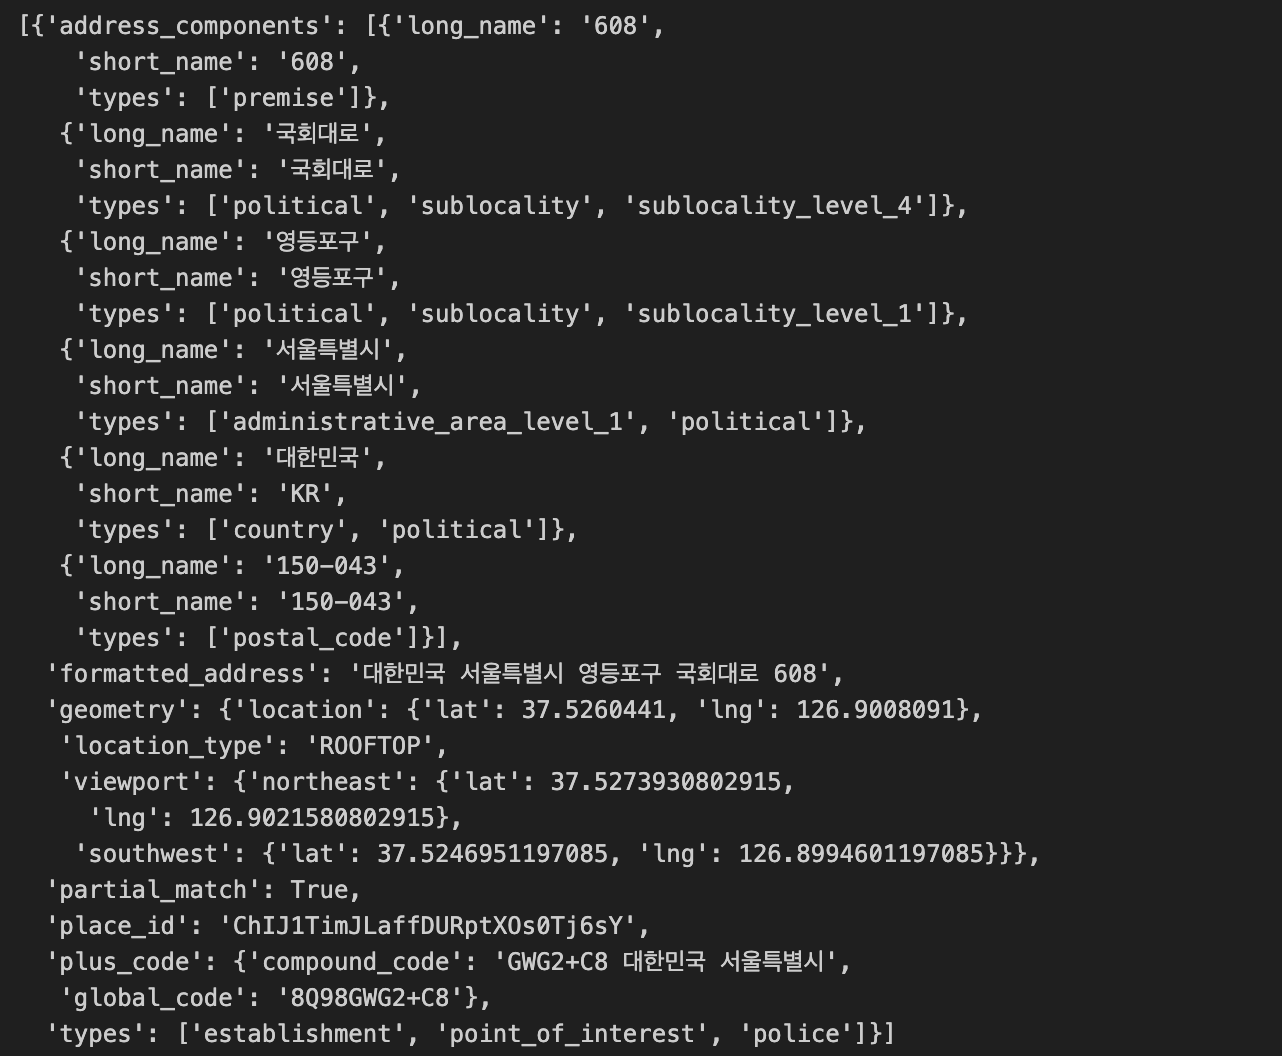 [{'address_components': [{'long_name': '608',
'short_name': '608',
'types': ['premise']},
{'long_name': '국회대로',
'short_name': '국회대로',
'types': ['political', 'sublocality', 'sublocality_level_4']},
{'long_name': '영등포구',
'short_name': '영등포구',
'types': ['political', 'sublocality', 'sublocality_level_1']},
{'long_name': '서울특별시',
'short_name': '서울특별시',
'types': ['administrative_area_level_1', 'political']},
{'long_name': '대한민국',
'short_name': 'KR',
'types': ['country', 'political']},
{'long_name': '150-043',
'short_name': '150-043',
'types': ['postal_code']}],
'formatted_address': '대한민국 서울특별시 영등포구 국회대로 608',
'geometry': {'location': {'lat': 37.5260441, 'lng': 126.9008091},
'location_type': 'ROOFTOP',
'viewport': {'northeast': {'lat': 37.5273930802915,
'lng': 126.9021580802915},
'southwest': {'lat': 37.5246951197085, 'lng': 126.8994601197085}}},
'partial_match': True,
'place_id': 'ChIJ1TimJLaffDURptXOs0Tj6sY',
'plus_code': {'compound_code': 'GWG2+C8 대한민국 서울특별시',
'global_code': '8Q98GWG2+C8'},
'types': ['establishment', 'point_of_interest', 'police']}]